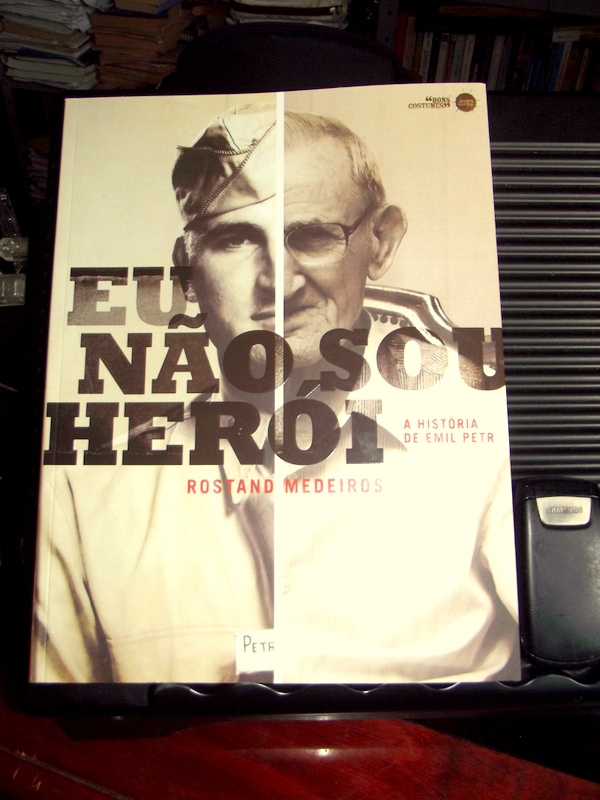 “BONS
COSTUMES”
EU
NÃO SOU
HERÓI
A HISTÓRIA
DE EMIL PETR
ROSTAND MEDEIROS
PETR